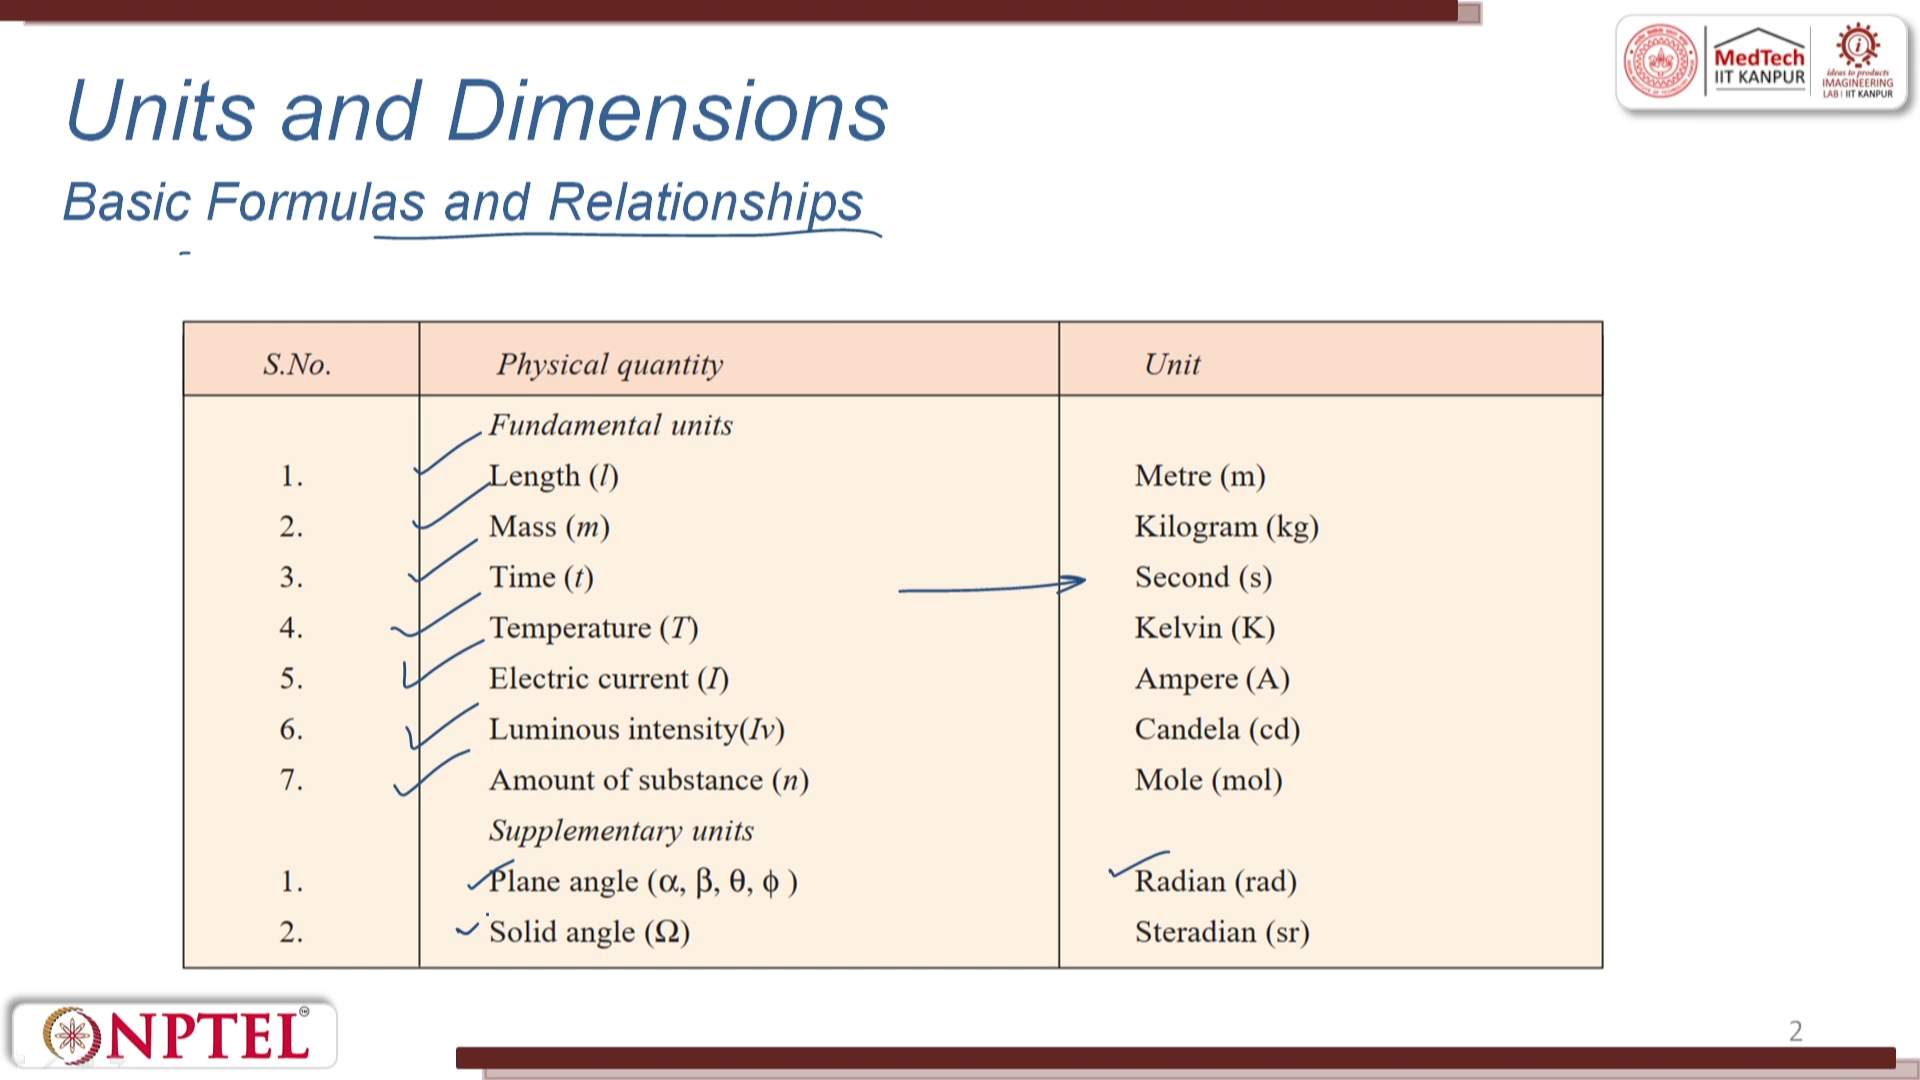 Units and Dimensions
Basic Formulas and Relationships
MedTech
IIT KANPUR
ideas to products
IMAGINEERING
LAB | IIT KANPUR
S.No. Physical quantity Unit
Fundamental units
1. Length (l) Metre (m)
2. Mass (m) Kilogram (kg)
3. Time (t) Second (s)
4. Temperature (T) Kelvin (K)
5. Electric current (I) Ampere (A)
6. Luminous intensity(Iv) Candela (cd)
7. Amount of substance (n) Mole (mol)
Supplementary units
1. Plane angle (α, β, θ, ϕ ) Radian (rad)
2. Solid angle (Ω) Steradian (sr)
NPTEL™
2